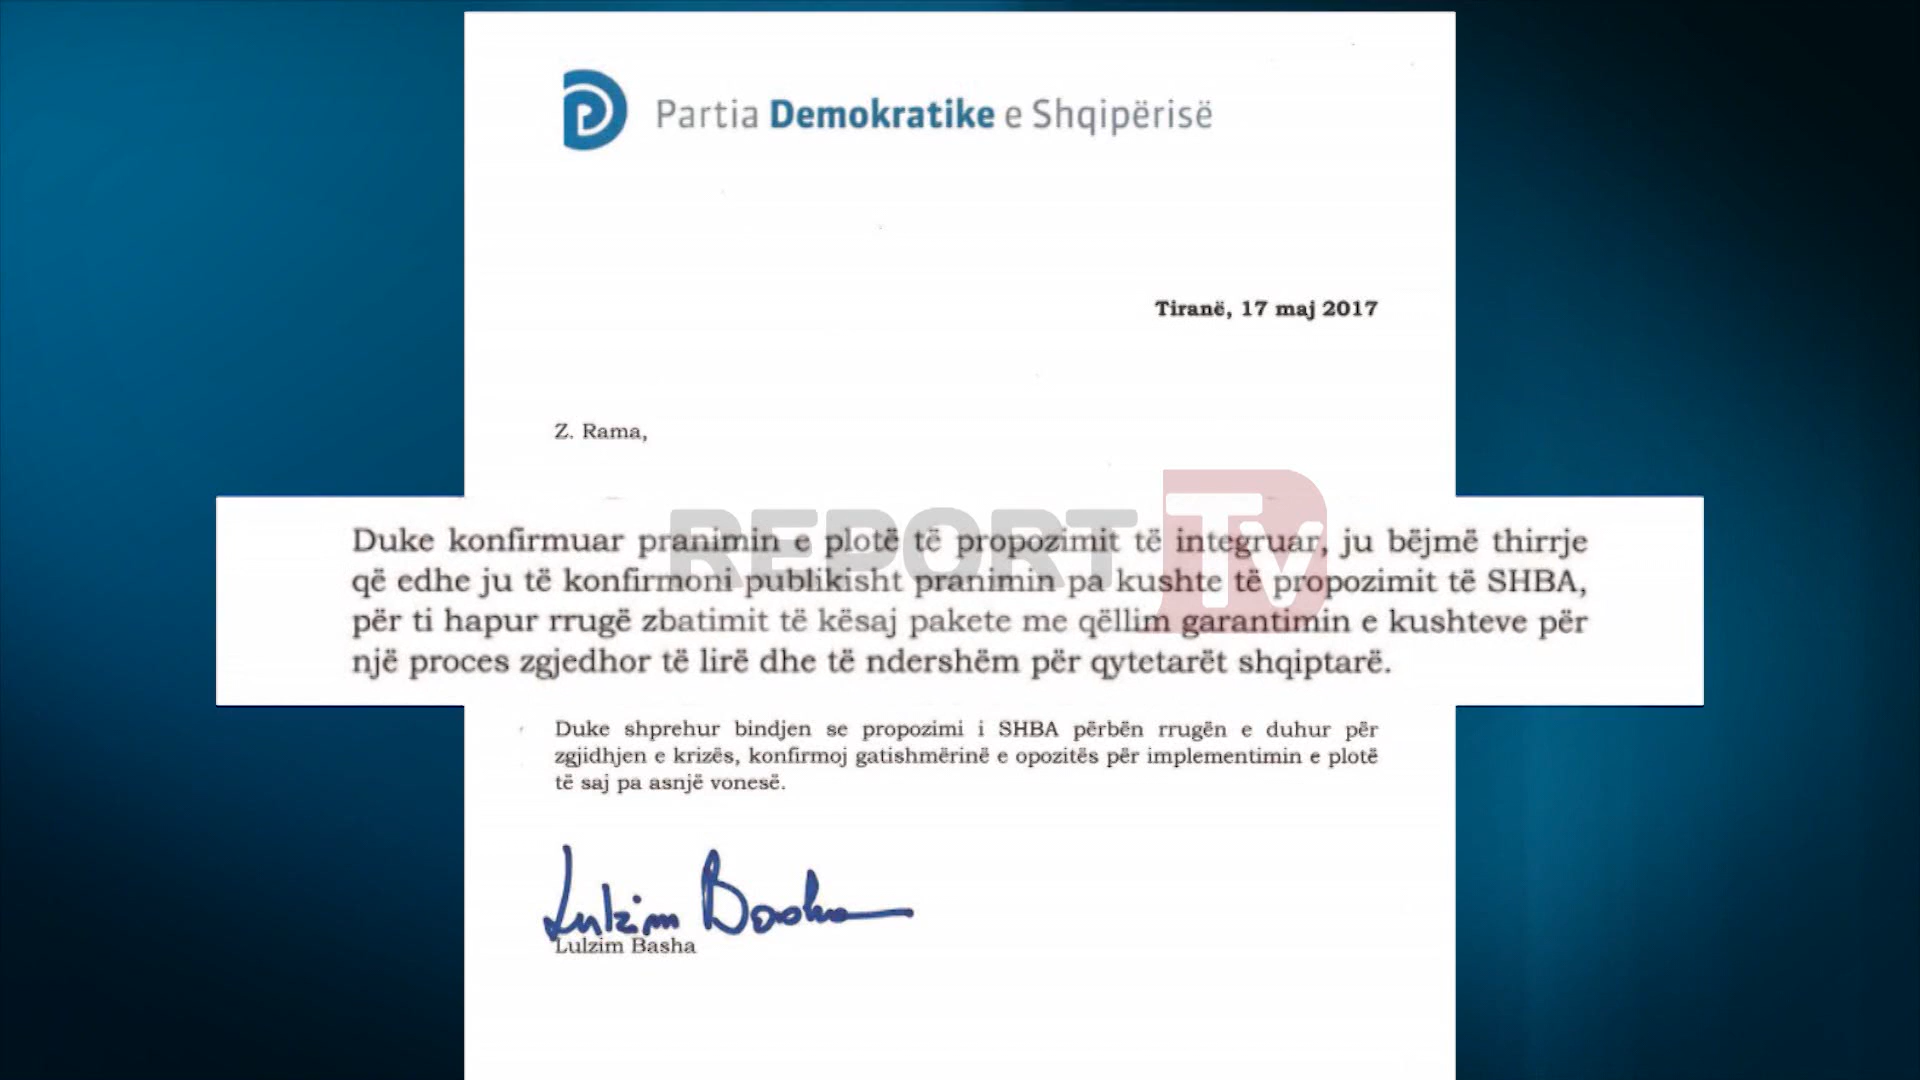 Partia Demokratike e Shqipërisë
Tiranë, 17 maj 2017
Z. Rama,
REPORT Tv
Duke konfirmuar pranimin e plotë të propozimit të integruar, ju bëjmë thirrje
që edhe ju të konfirmoni publikisht pranimin pa kushte të propozimit të SHBA,
për ti hapur rrugë zbatimit të kësaj pakete me qëllim garantimin e kushteve për
një proces zgjedhor të lirë dhe të ndershëm për qytetarët shqiptarë.
Duke shprehur bindjen se propozimi i SHBA përbën rrugën e duhur për
zgjidhjen e krizës, konfirmoj gatishmërinë e opozitës për implementimin e plotë
të saj pa asnjë vonesë.
Lulzim Basha
Lulzim Basha